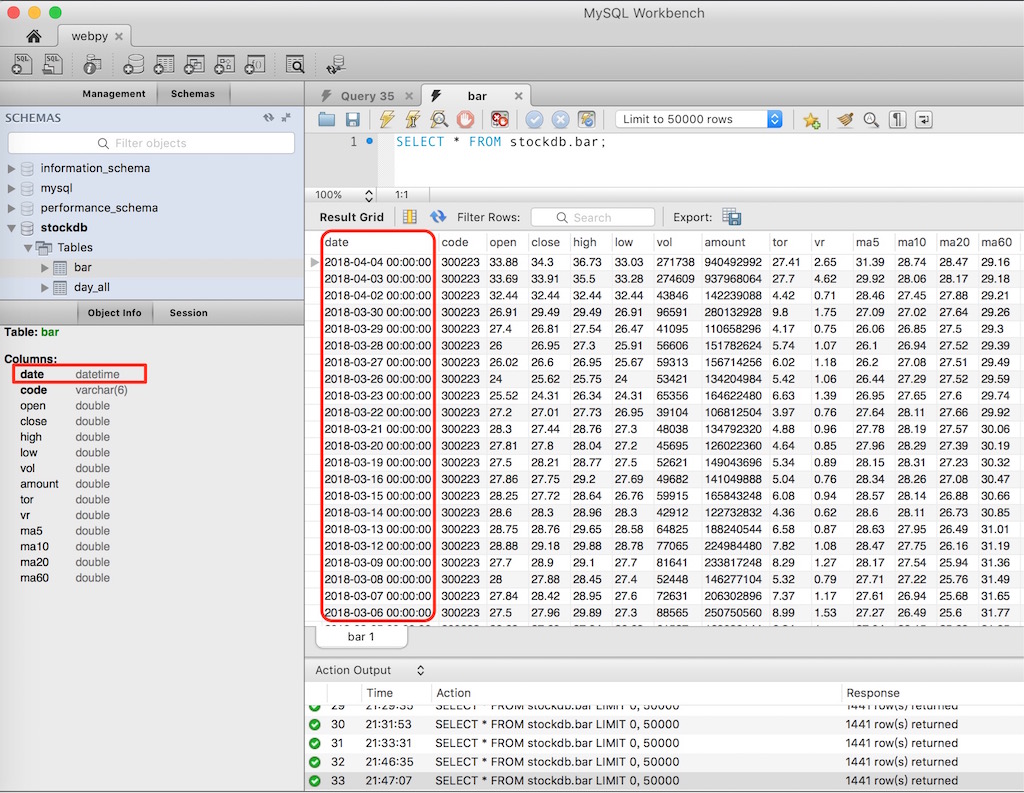 MySQL Workbench
webpy
Management Schemas
SCHEMAS
Filter objects
information_schema
mysql
performance_schema
stockdb
Tables
bar
day_all
Object Info Session
Table: bar
Columns:
date datetime
code varchar(6)
open double
close double
high double
low double
vol double
amount double
tor double
vr double
ma5 double
ma10 double
ma20 double
ma60 double
Query 35 bar
Limit to 50000 rows
1 SELECT * FROM stockdb.bar;
100% 1:1
Result Grid Filter Rows: Search Export:
date code open close high low vol amount tor vr ma5 ma10 ma20 ma60
2018-04-04 00:00:00 300223 33.88 34.3 36.73 33.03 271738 940492992 27.41 2.65 31.39 28.74 28.47 29.16
2018-04-03 00:00:00 300223 33.69 33.91 35.5 33.28 274609 937968064 27.7 4.62 29.92 28.06 28.17 29.18
2018-04-02 00:00:00 300223 32.44 32.44 32.44 32.44 43846 142239088 4.42 0.71 28.46 27.45 27.88 29.21
2018-03-30 00:00:00 300223 26.91 29.49 29.49 26.91 96591 280132928 9.8 1.75 27.09 27.02 27.64 29.26
2018-03-29 00:00:00 300223 27.4 26.81 27.54 26.47 41095 110658296 4.17 0.75 26.06 26.85 27.5 29.3
2018-03-28 00:00:00 300223 26 26.95 27.3 25.91 56606 151782624 5.74 1.07 26.1 26.94 27.52 29.39
2018-03-27 00:00:00 300223 26.02 26.6 26.95 25.67 59313 156714256 6.02 1.18 26.2 27.08 27.51 29.49
2018-03-26 00:00:00 300223 24 25.62 25.75 24 53421 134204984 5.42 1.06 26.44 27.29 27.52 29.59
2018-03-23 00:00:00 300223 25.52 24.31 26.34 24.31 65356 164622480 6.63 1.39 26.95 27.65 27.6 29.74
2018-03-22 00:00:00 300223 27.2 27.01 27.73 26.95 39104 106812504 3.97 0.76 27.64 28.11 27.66 29.92
2018-03-21 00:00:00 300223 28.3 27.44 28.76 27.3 48038 134792320 4.88 0.96 27.78 28.19 27.57 30.06
2018-03-20 00:00:00 300223 27.81 27.8 28.04 27.2 45695 126022360 4.64 0.85 27.96 28.29 27.39 30.19
2018-03-19 00:00:00 300223 27.5 28.21 28.77 27.5 52621 149043696 5.34 0.89 28.15 28.31 27.23 30.32
2018-03-16 00:00:00 300223 27.86 27.75 29.2 27.69 49682 141049888 5.04 0.76 28.34 28.26 27.08 30.47
2018-03-15 00:00:00 300223 28.25 27.72 28.64 26.76 59915 165843248 6.08 0.94 28.57 28.14 26.88 30.66
2018-03-14 00:00:00 300223 28.6 28.3 28.96 28.3 42912 122732832 4.36 0.62 28.6 28.11 26.73 30.85
2018-03-13 00:00:00 300223 28.75 28.76 29.65 28.58 64825 188240544 6.58 0.87 28.63 27.95 26.49 31.01
2018-03-12 00:00:00 300223 28.88 29.18 29.88 28.78 77065 224984480 7.82 1.08 28.47 27.75 26.16 31.19
2018-03-09 00:00:00 300223 27.7 28.9 29.1 27.7 81641 233817248 8.29 1.27 28.17 27.54 25.94 31.36
2018-03-08 00:00:00 300223 28 27.88 28.45 27.4 52448 146277104 5.32 0.79 27.71 27.22 25.76 31.49
2018-03-07 00:00:00 300223 27.84 28.42 28.95 27.6 72631 206302896 7.37 1.17 27.61 26.94 25.68 31.65
2018-03-06 00:00:00 300223 27.5 27.96 29.89 27.3 88565 250750560 8.99 1.53 27.27 26.49 25.6 31.77
bar 1
Action Output
Time Action Response
29 21:29:35 SELECT * FROM stockdb.bar LIMIT 0, 50000 1441 row(s) returned
30 21:31:53 SELECT * FROM stockdb.bar LIMIT 0, 50000 1441 row(s) returned
31 21:33:31 SELECT * FROM stockdb.bar LIMIT 0, 50000 1441 row(s) returned
32 21:46:35 SELECT * FROM stockdb.bar LIMIT 0, 50000 1441 row(s) returned
33 21:47:07 SELECT * FROM stockdb.bar LIMIT 0, 50000 1441 row(s) returned